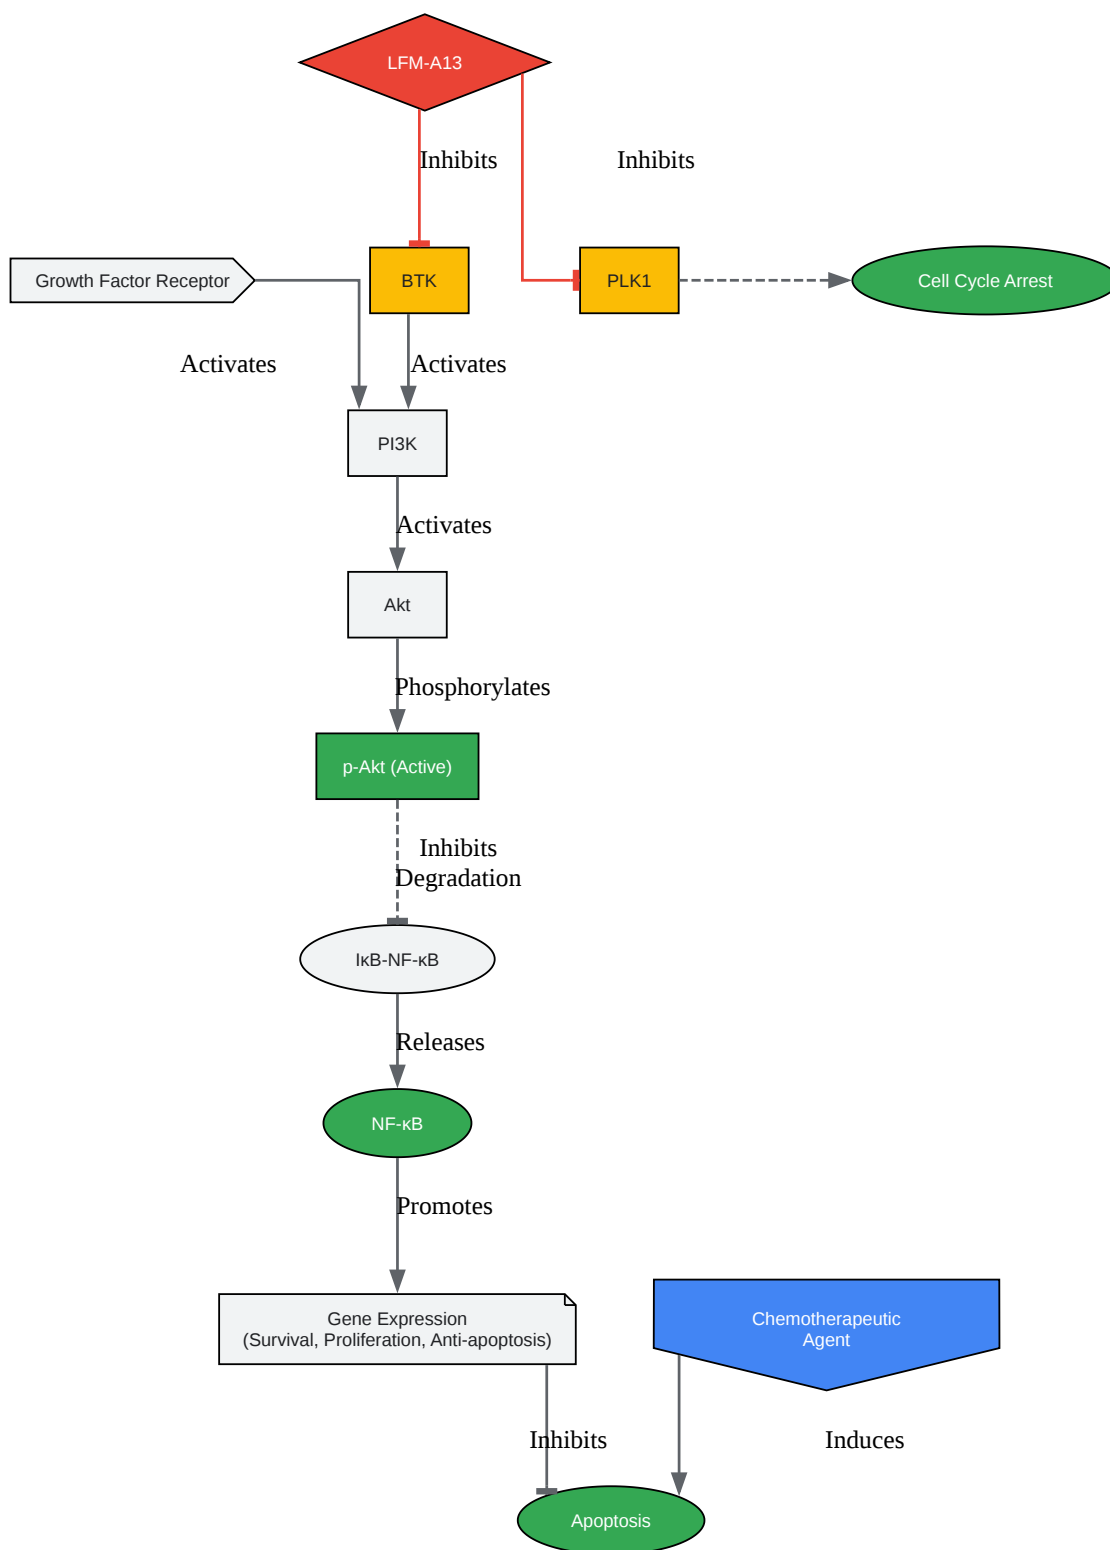 LFM-A13
Inhibits
Inhibits
Growth Factor Receptor
BTK
PLK1
Cell Cycle Arrest
Activates
Activates
PI3K
Activates
Akt
Phosphorylates
p-Akt (Active)
Inhibits
Degradation
IκB-NF-κB
Releases
NF-κB
Promotes
Gene Expression
(Survival, Proliferation, Anti-apoptosis)
Chemotherapeutic
Agent
Inhibits
Induces
Apoptosis